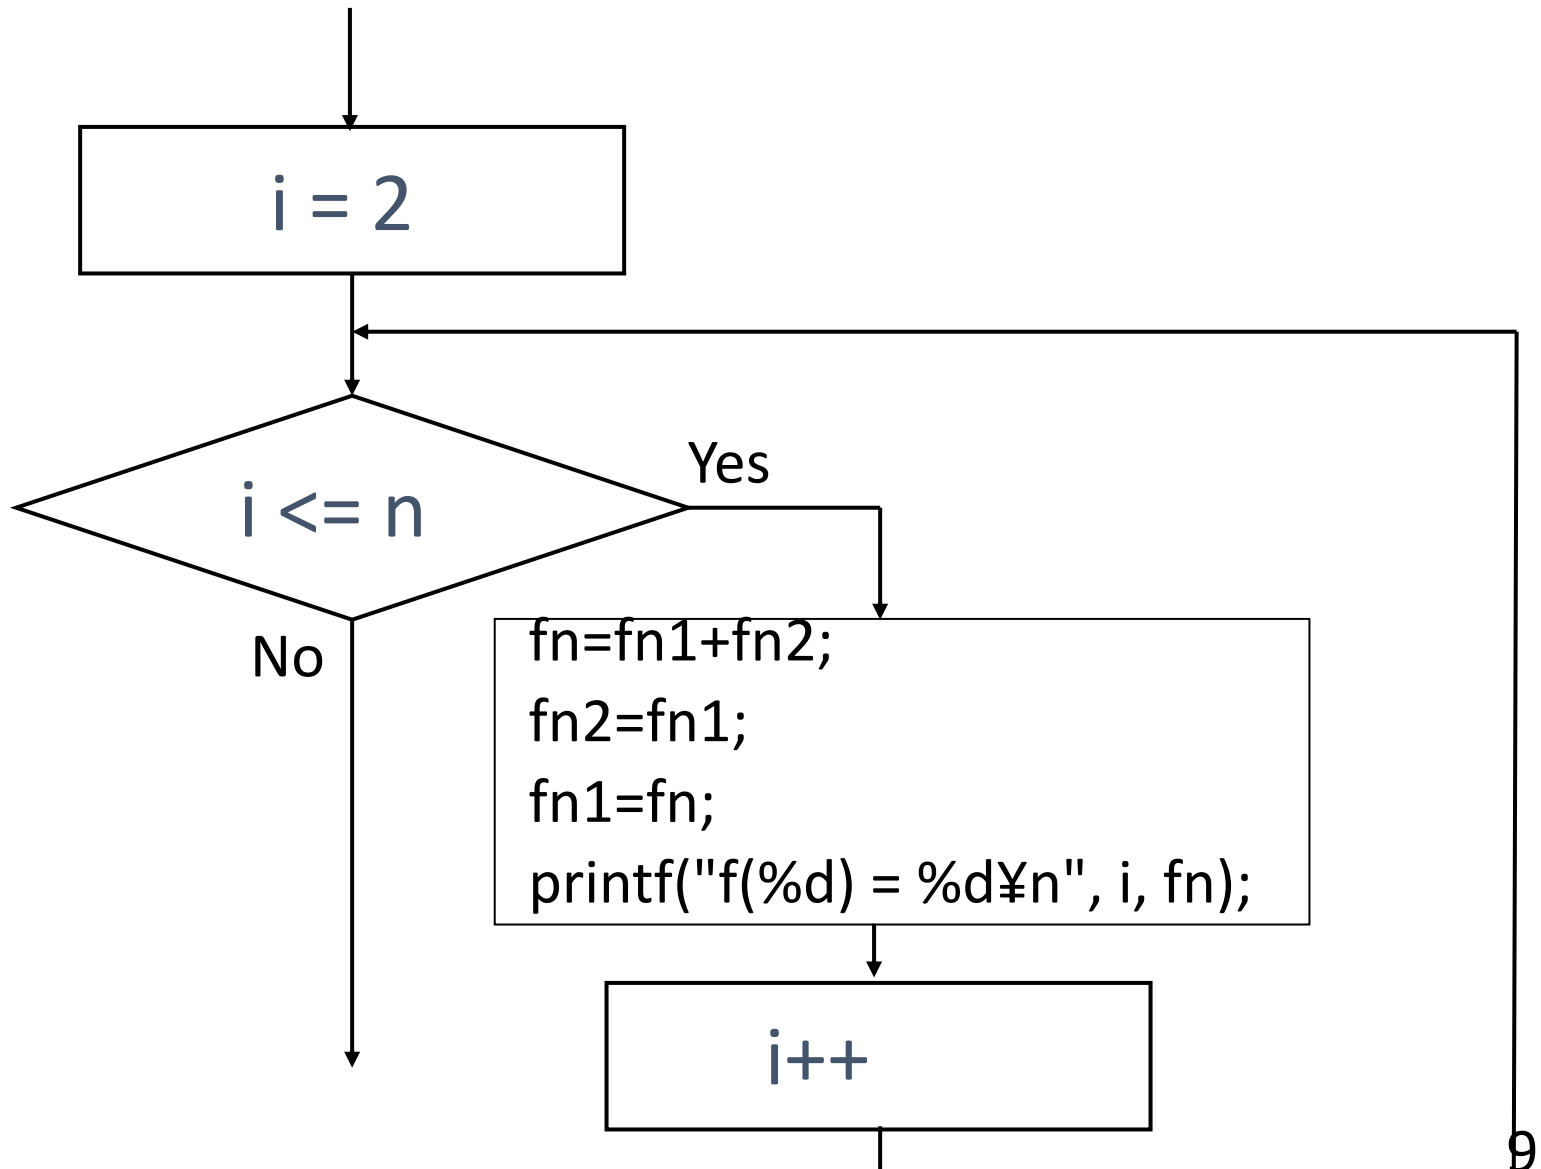 i = 2
i <= n
Yes
No
fn=fn1+fn2;
fn2=fn1;
fn1=fn;
printf("f(%d) = %d¥n", i, fn);
i++
9